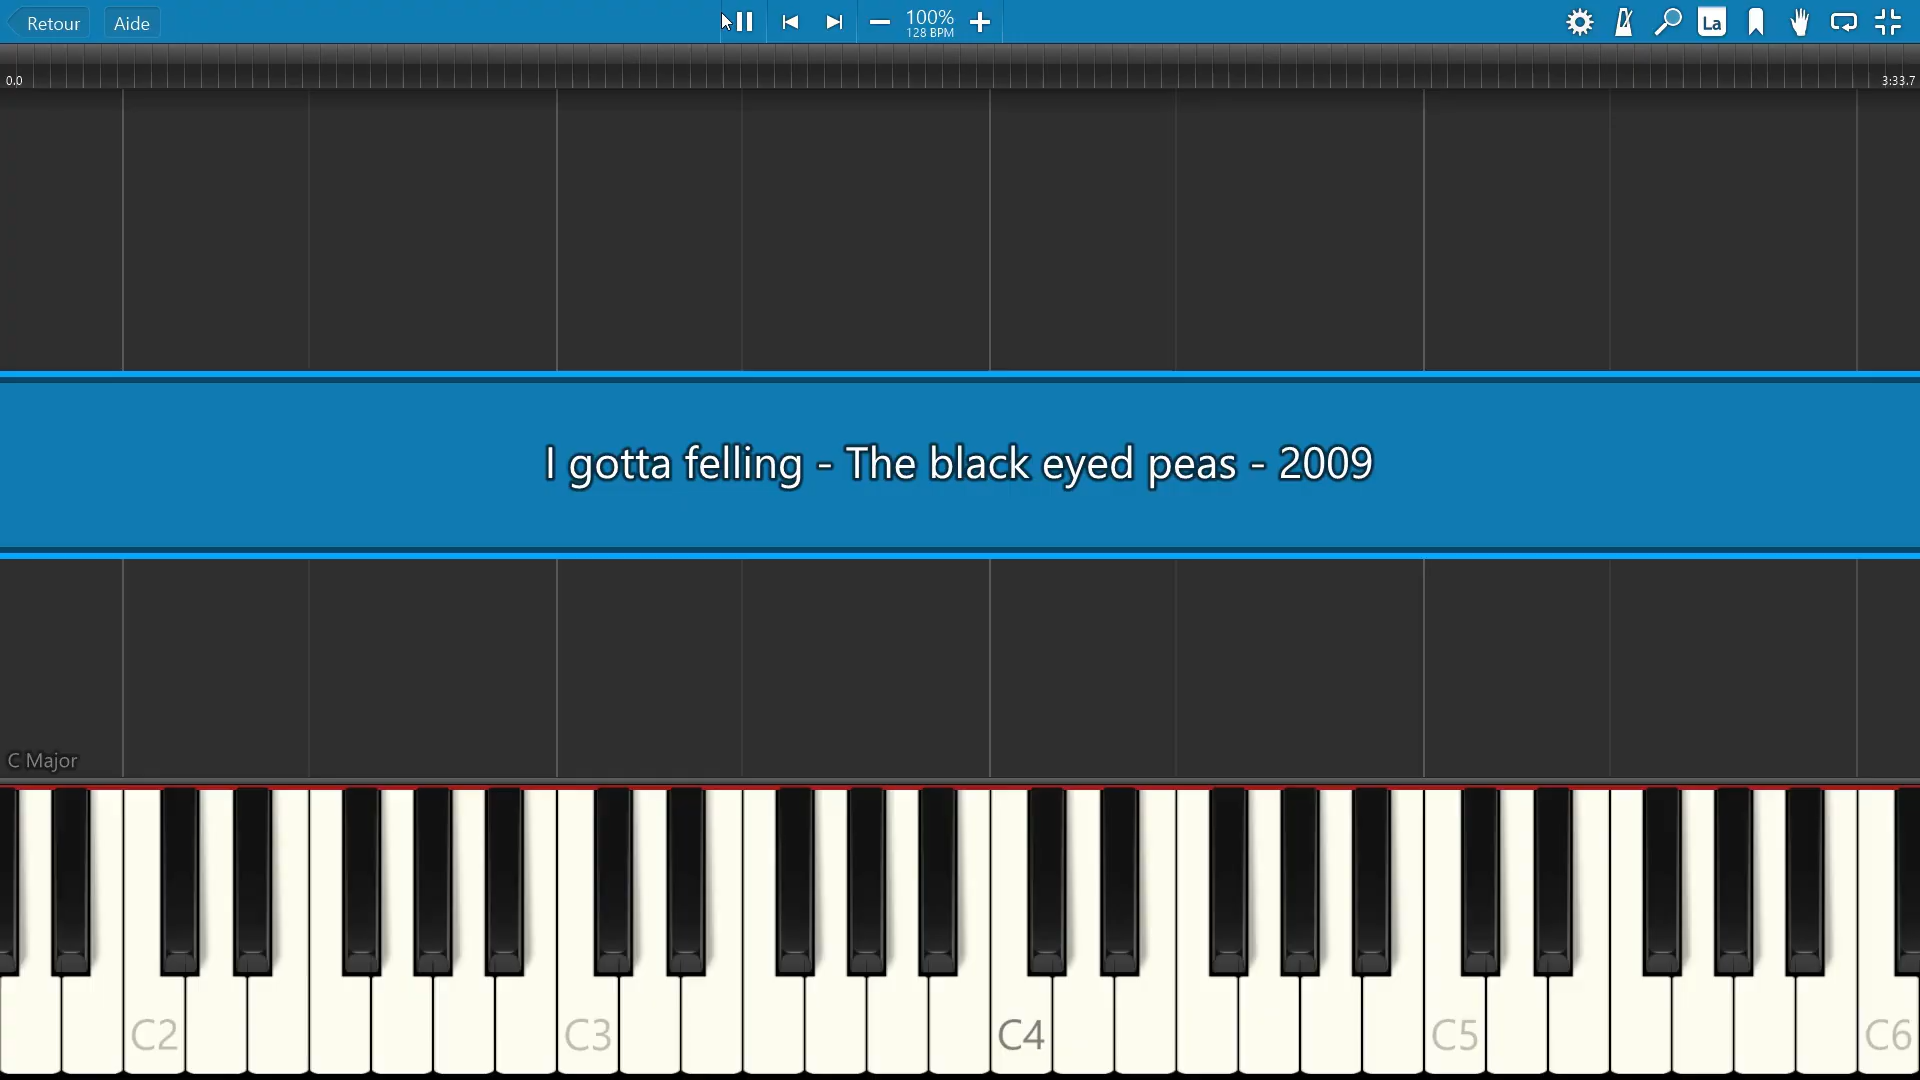 Retour
Aide
100%
128 BPM
La
0.0
3:33.7
I gotta felling - The black eyed peas - 2009
C Major
C2
C3
C4
C5
C6